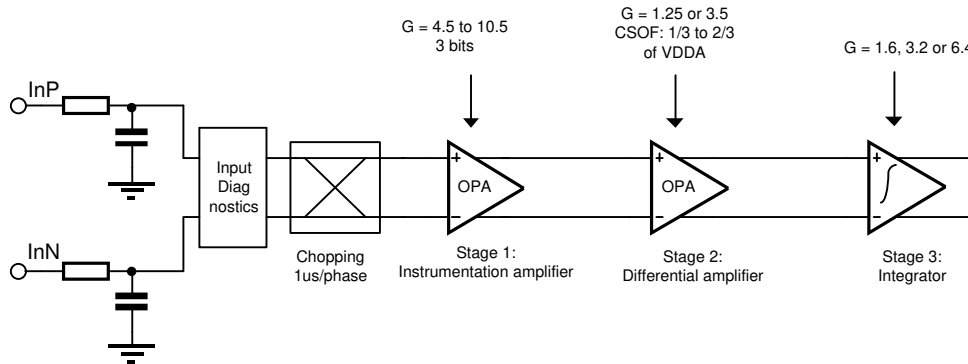 G = 4.5 to 10.5
3 bits
G = 1.25 or 3.5
CSOF: 1/3 to 2/3
of VDDA
G = 1.6, 3.2 or 6.4
InP
Input
Diag
nostics
+
OPA
−
+
OPA
−
+
−
InN
Chopping
1us/phase
Stage 1:
Instrumentation amplifier
Stage 2:
Differential amplifier
Stage 3:
Integrator